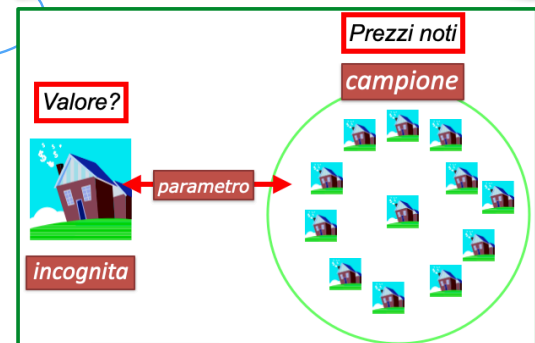 Prezzi noti
campione
Valore?
parametro
incognita